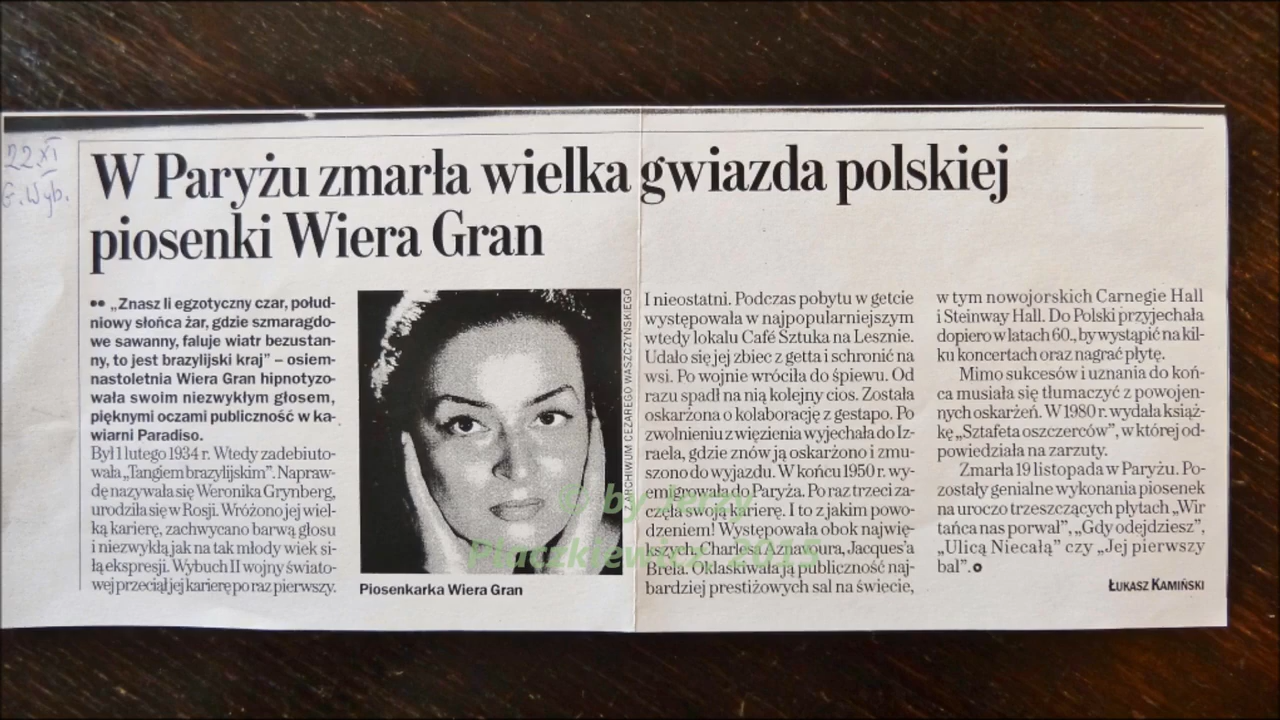 22 XI
G. Wyb.
W Paryżu zmarła wielka gwiazda polskiej
piosenki Wiera Gran
•• „Znasz li egzotyczny czar, połud-
niowy słońca żar, gdzie szmaragdo-
we sawanny, faluje wiatr bezustan-
ny, to jest brazylijski kraj” – osiem-
nastoletnia Wiera Gran hipnotyzo-
wała swoim niezwykłym głosem,
pięknymi oczami publiczność w ka-
wiarni Paradiso.
Był 1 lutego 1934 r. Wtedy zadebiuto-
wała „Tangiem brazylijskim”. Napraw-
dę nazywała się Weronika Grynberg,
urodziła się w Rosji. Wróżono jej wiel-
ką karierę, zachwycano barwą głosu
i niezwykłą jak na tak młody wiek si-
łą ekspresji. Wybuch II wojny świato-
wej przeciął jej karierę po raz pierwszy.
Z ARCHIWUM CEZAREGO WASZCZYŃSKIEGO
Piosenkarka Wiera Gran
I nieostatni. Podczas pobytu w getcie
występowała w najpopularniejszym
wtedy lokalu Café Sztuka na Lesznie.
Udało się jej zbiec z getta i schronić na
wsi. Po wojnie wróciła do śpiewu. Od
razu spadł na nią kolejny cios. Została
oskarżona o kolaborację z gestapo. Po
zwolnieniu z więzienia wyjechała do Iz-
raela, gdzie znów ją oskarżono i zmu-
szono do wyjazdu. W końcu 1950 r. wy-
emigrowała do Paryża. Po raz trzeci za-
częła swoją karierę. I to z jakim powo-
dzeniem! Występowała obok najwię-
kszych: Charles'a Aznavoura, Jacques'a
Brela. Oklaskiwała ją publiczność naj-
bardziej prestiżowych sal na świecie,
w tym nowojorskich Carnegie Hall
i Steinway Hall. Do Polski przyjechała
dopiero w latach 60., by wystąpić na kil-
ku koncertach oraz nagrać płytę.
Mimo sukcesów i uznania do koń-
ca musiała się tłumaczyć z powojen-
nych oskarżeń. W 1980 r. wydała książ-
kę „Sztafeta oszczerców”, w której od-
powiedziała na zarzuty.
Zmarła 19 listopada w Paryżu. Po-
zostały genialne wykonania piosenek
na uroczo trzeszczących płytach „Wir
tańca nas porwał”, „Gdy odejdziesz”,
„Ulicą Niecałą” czy „Jej pierwszy
bal”.
ŁUKASZ KAMIŃSKI
© by Jerzy
Płaczkiewicz 2015